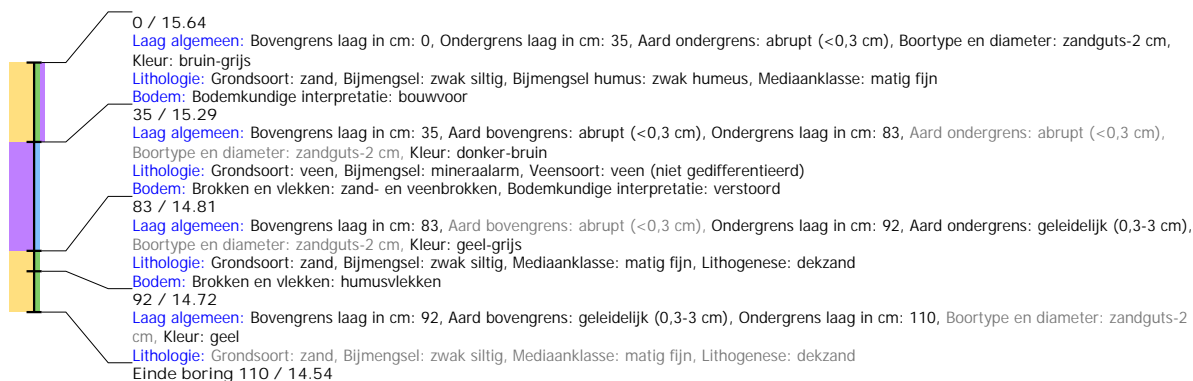 0 / 15.64
Laag algemeen: Bovengrens laag in cm: 0, Ondergrens laag in cm: 35, Aard ondergrens: abrupt (<0,3 cm), Boortype en diameter: zandguts-2 cm,
Kleur: bruin-grijs
Lithologie: Grondsoort: zand, Bijmengsel: zwak siltig, Bijmengsel humus: zwak humeus, Mediaanklasse: matig fijn
Bodem: Bodemkundige interpretatie: bouwvoor
35 / 15.29
Laag algemeen: Bovengrens laag in cm: 35, Aard bovengrens: abrupt (<0,3 cm), Ondergrens laag in cm: 83, Aard ondergrens: abrupt (<0,3 cm),
Boortype en diameter: zandguts-2 cm, Kleur: donker-bruin
Lithologie: Grondsoort: veen, Bijmengsel: mineraalarm, Veensoort: veen (niet gedifferentieerd)
Bodem: Brokken en vlekken: zand- en veenbrokken, Bodemkundige interpretatie: verstoord
83 / 14.81
Laag algemeen: Bovengrens laag in cm: 83, Aard bovengrens: abrupt (<0,3 cm), Ondergrens laag in cm: 92, Aard ondergrens: geleidelijk (0,3-3 cm),
Boortype en diameter: zandguts-2 cm, Kleur: geel-grijs
Lithologie: Grondsoort: zand, Bijmengsel: zwak siltig, Mediaanklasse: matig fijn, Lithogenese: dekzand
Bodem: Brokken en vlekken: humusvlekken
92 / 14.72
Laag algemeen: Bovengrens laag in cm: 92, Aard bovengrens: geleidelijk (0,3-3 cm), Ondergrens laag in cm: 110, Boortype en diameter: zandguts-2
cm, Kleur: geel
Lithologie: Grondsoort: zand, Bijmengsel: zwak siltig, Mediaanklasse: matig fijn, Lithogenese: dekzand
Einde boring 110 / 14.54